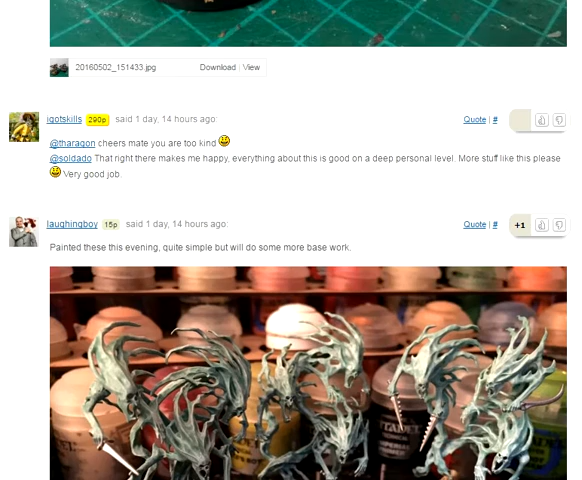 20160502_151433.jpg Download | View
igotskills 290p said 1 day, 14 hours ago: Quote | #
@tharagon cheers mate you are too kind
@soldado That right there makes me happy, everything about this is good on a deep personal level. More stuff like this please
Very good job.
laughingboy 15p said 1 day, 14 hours ago: Quote | # +1
Painted these this evening, quite simple but will do some more base work.
CITADEL